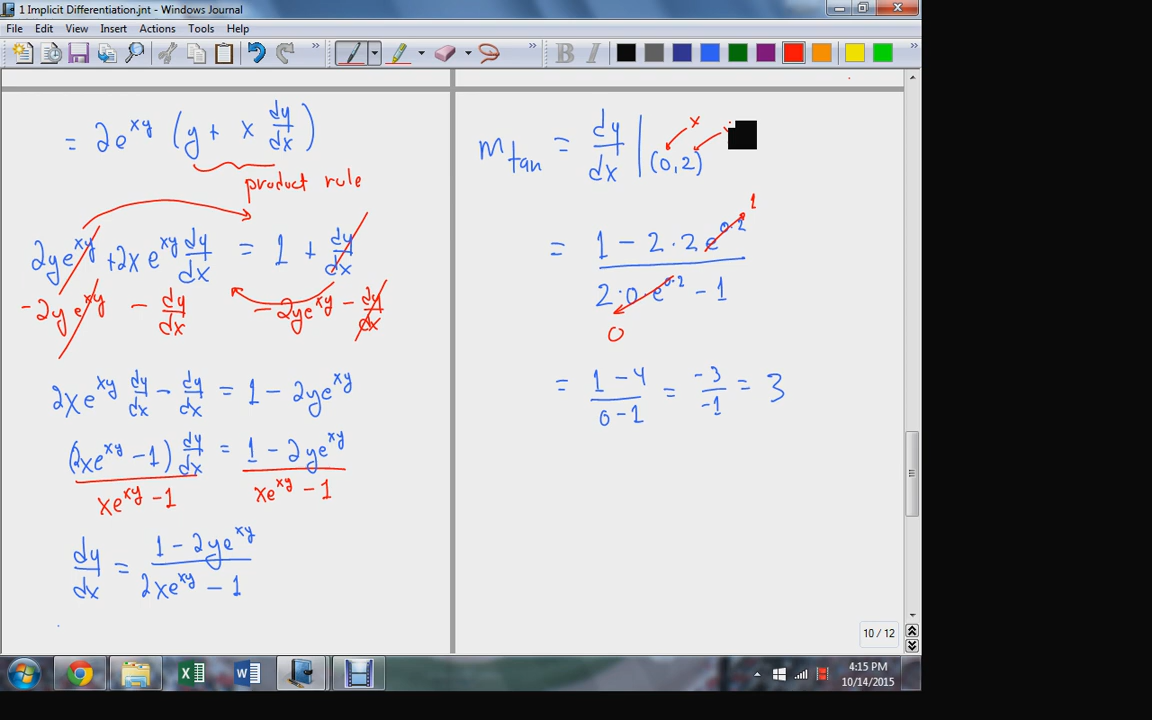 1 Implicit Differentiation.jnt - Windows Journal
File Edit View Insert Actions Tools Help
= 2e^xy (y + x dy/dx)
product rule
2ye^xy + 2xe^xy dy/dx = 1 + dy/dx
-2ye^xy - dy/dx - 2ye^xy - dy/dx
2xe^xy dy/dx - dy/dx = 1 - 2ye^xy
(2xe^xy - 1) dy/dx = 1 - 2ye^xy
xe^xy - 1 xe^xy - 1
dy/dx = 1 - 2ye^xy / 2xe^xy - 1
x
m tan = dy/dx | (0,2)
1
= 1 - 2·2e^0·2 / 2·0·e^0·2 - 1
0
= 1 - 4 / 0 - 1 = -3 / -1 = 3
10 / 12
4:15 PM
10/14/2015